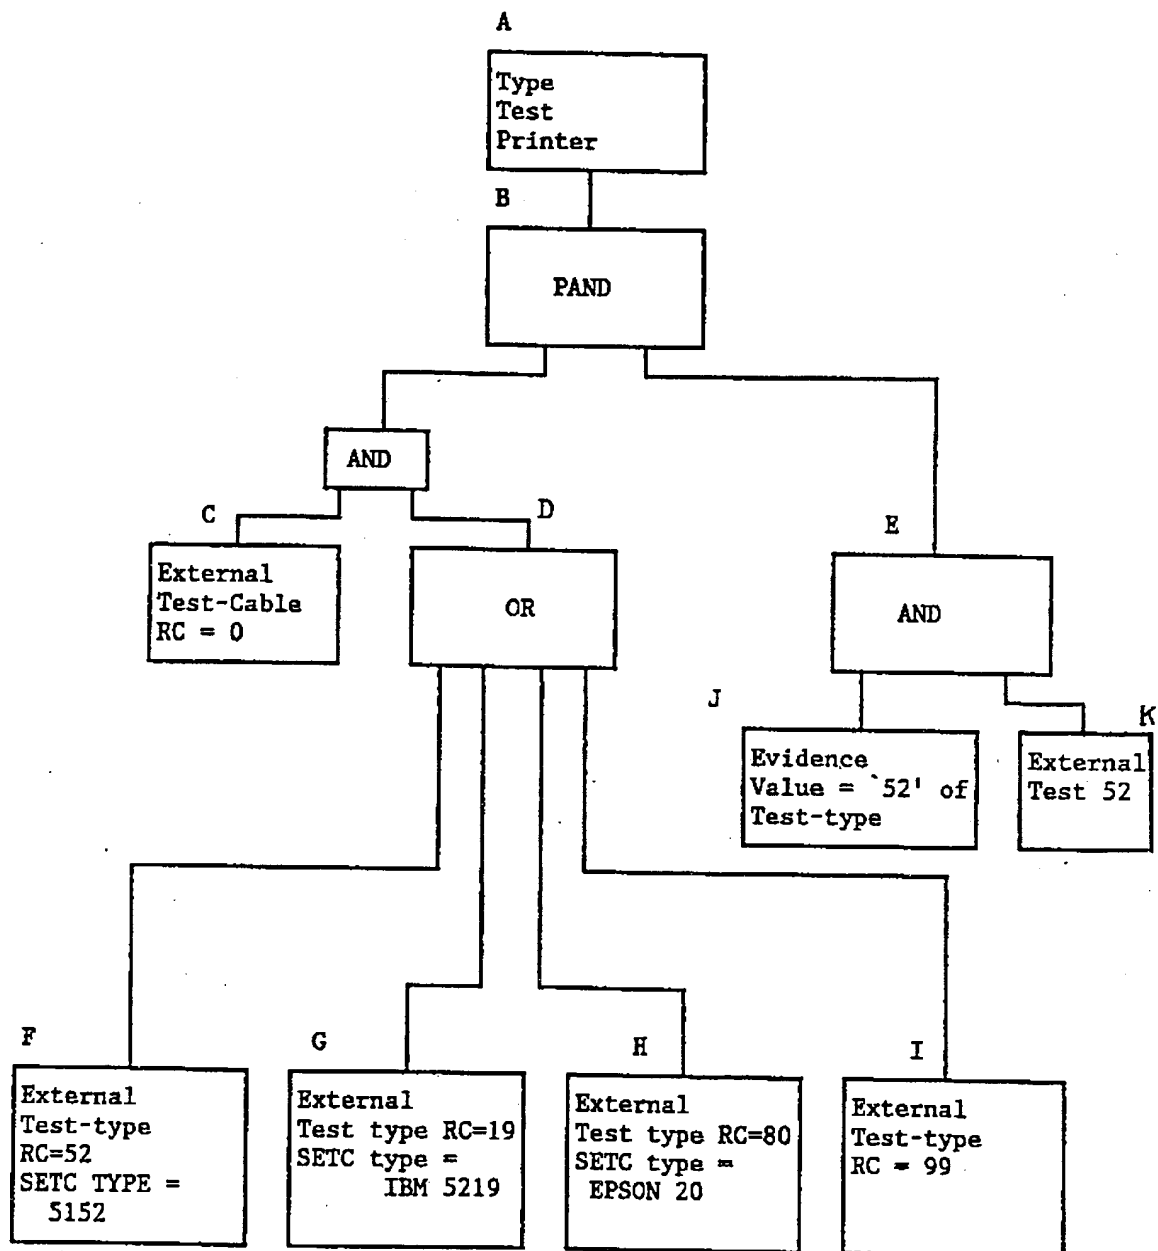 A
Type
Test
Printer
B
PAND
AND
C
D
E
External
Test-Cable
RC = 0
OR
AND
J
K
Evidence
Value = `52' of
Test-type
External
Test 52
F
G
H
I
External
Test-type
RC=52
SETC TYPE =
5152
External
Test type RC=19
SETC type =
IBM 5219
External
Test type RC=80
SETC type =
EPSON 20
External
Test-type
RC = 99